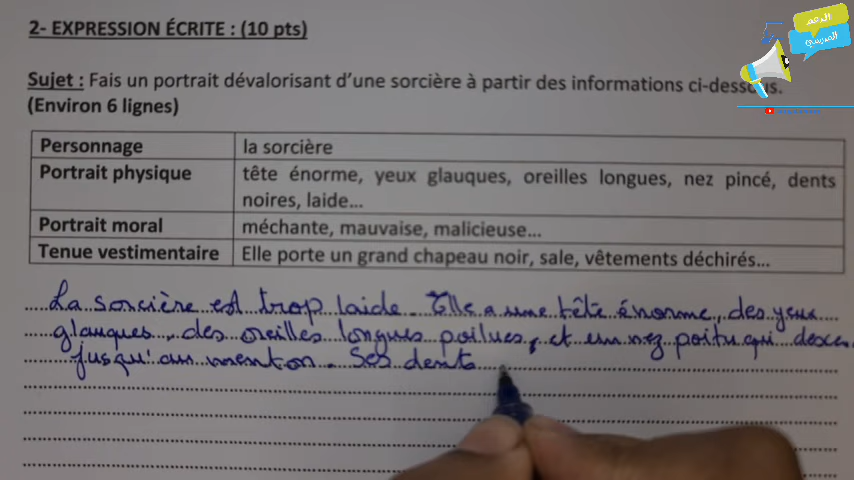 2- EXPRESSION ÉCRITE : (10 pts)
الدعم
المدرسي
Sujet : Fais un portrait dévalorisant d'une sorcière à partir des informations ci-dessous.
(Environ 6 lignes)
Personnage la sorcière
Portrait physique tête énorme, yeux glauques, oreilles longues, nez pincé, dents
noires, laide...
Portrait moral méchante, mauvaise, malicieuse...
Tenue vestimentaire Elle porte un grand chapeau noir, sale, vêtements déchirés...
La sorcière est trop laide. Elle a une tête énorme, des yeux
glauques, des oreilles longues poilues, et un nez poitu qui descen
jusqu'au menton. Ses dents